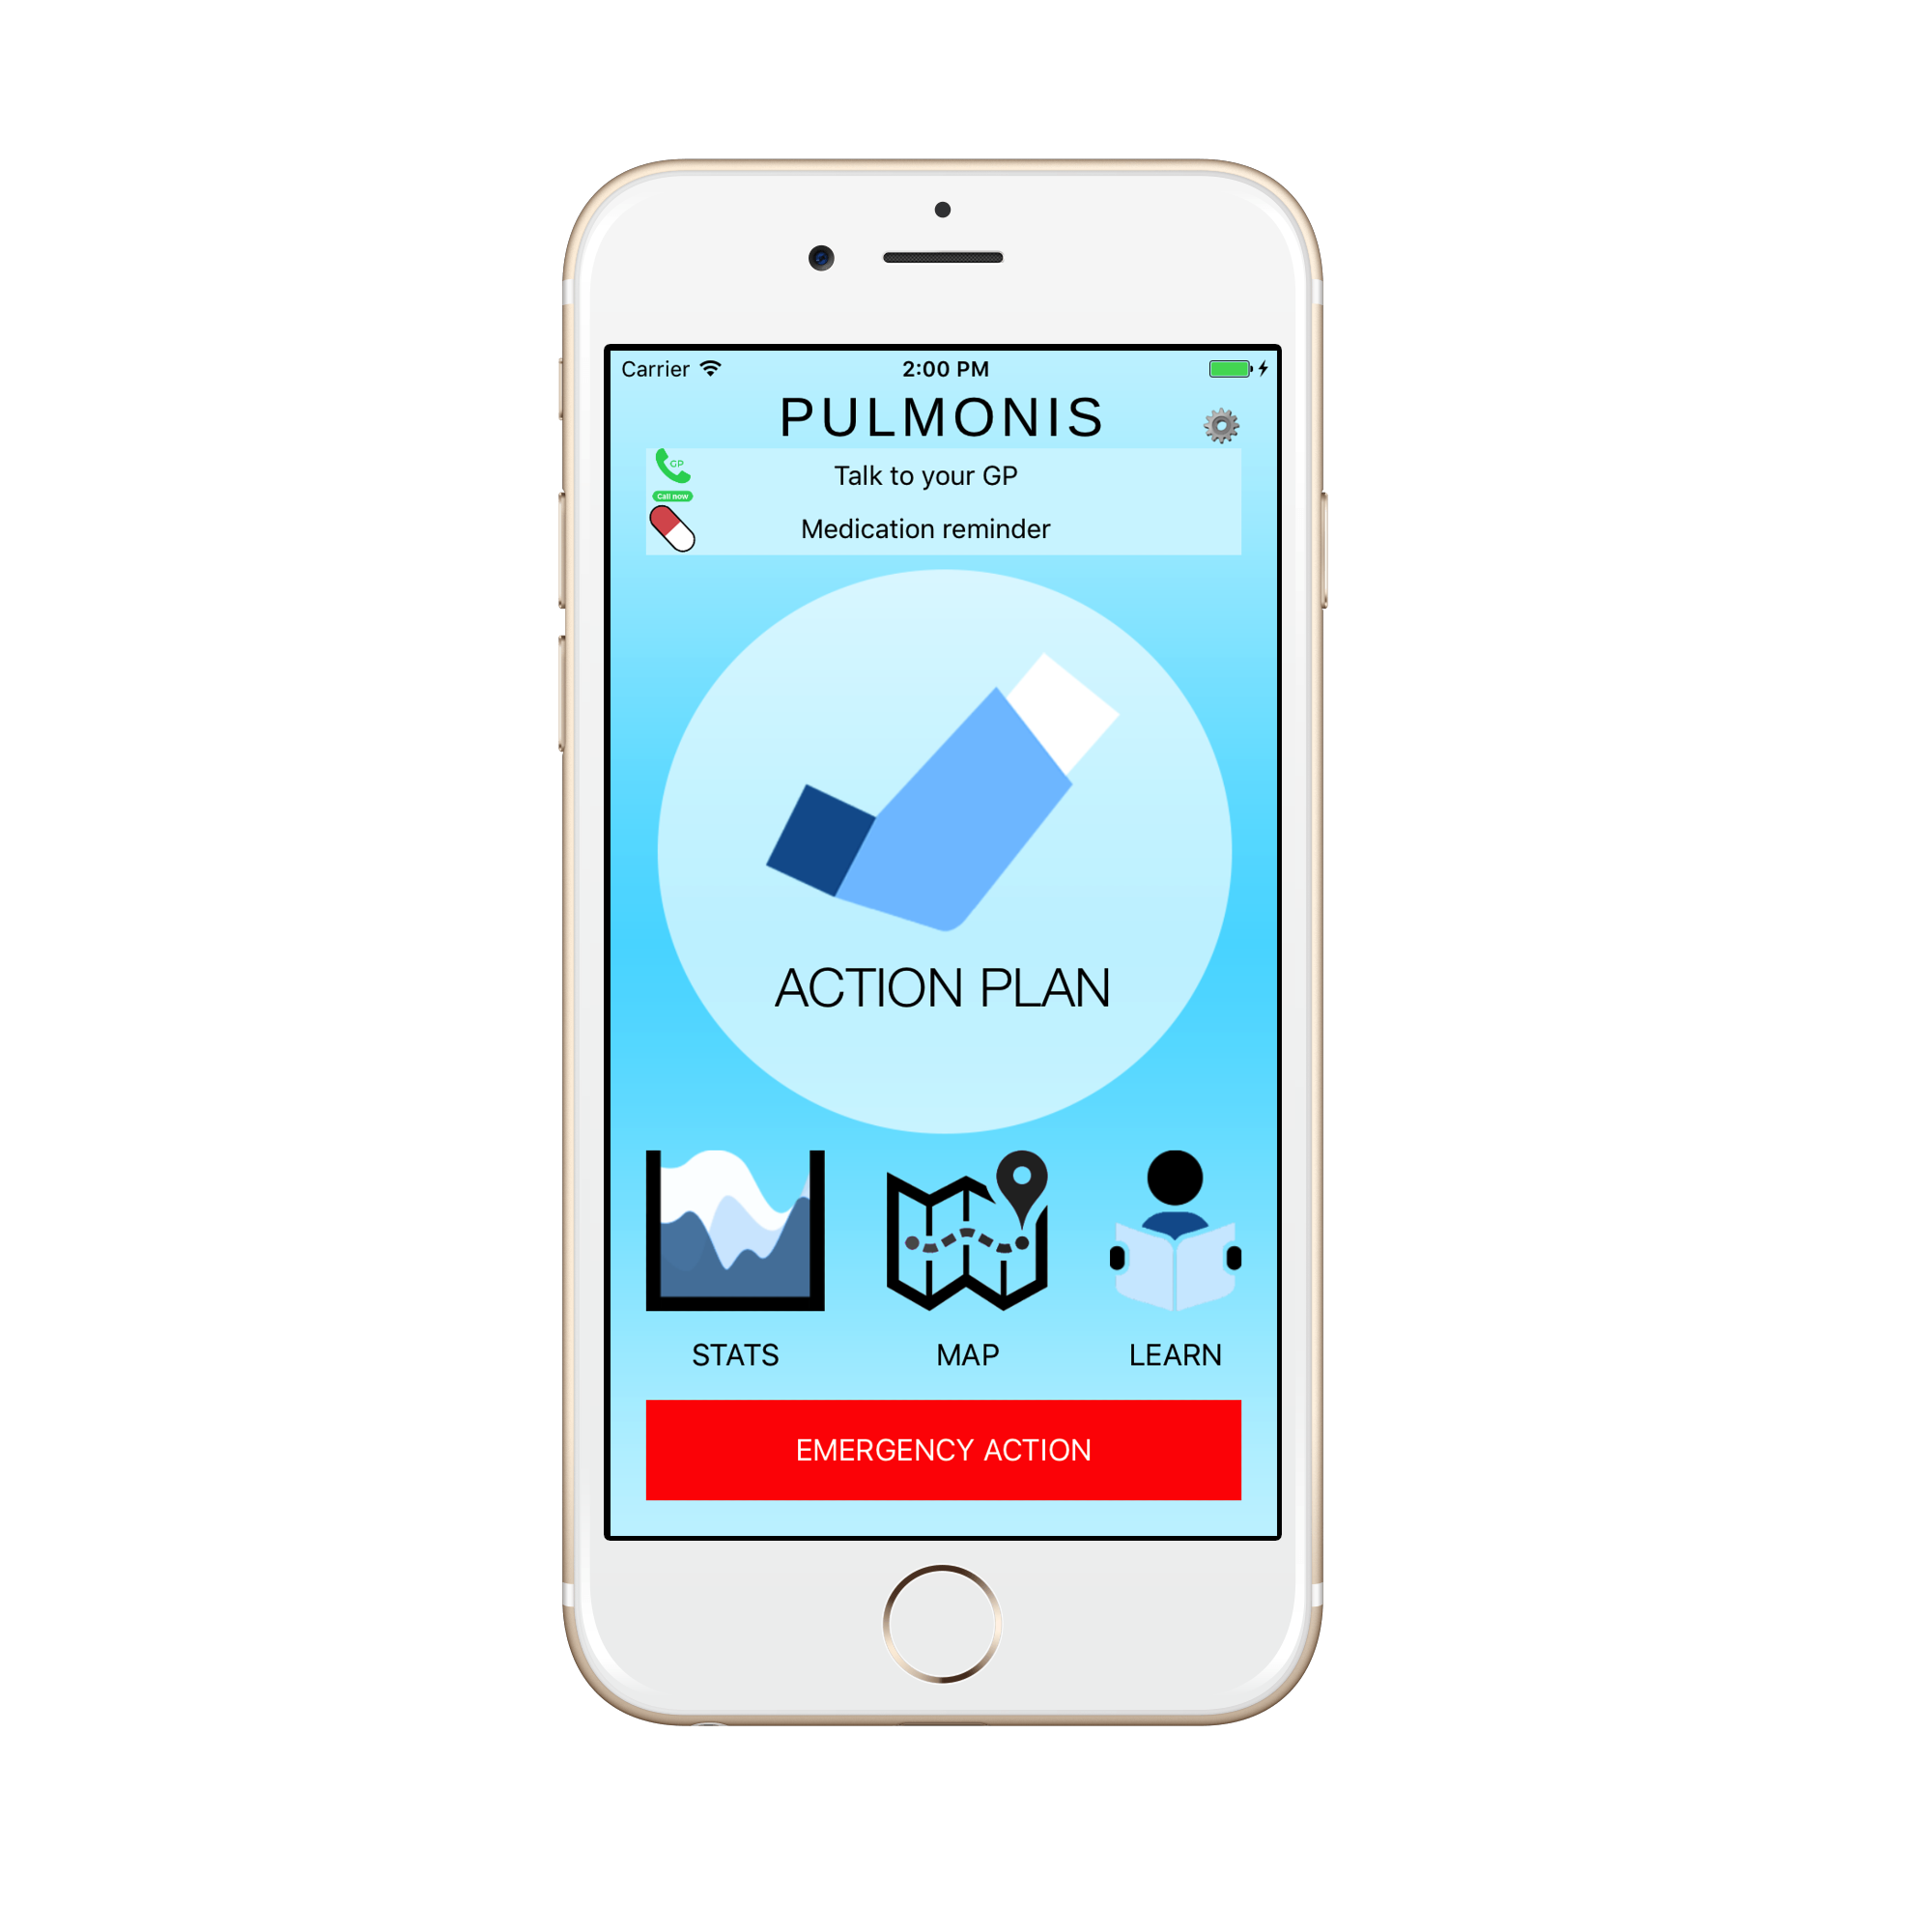 Carrier
2:00 PM
PULMONIS
GP
Talk to your GP
Call now
Medication reminder
ACTION PLAN
STATS
MAP
LEARN
EMERGENCY ACTION